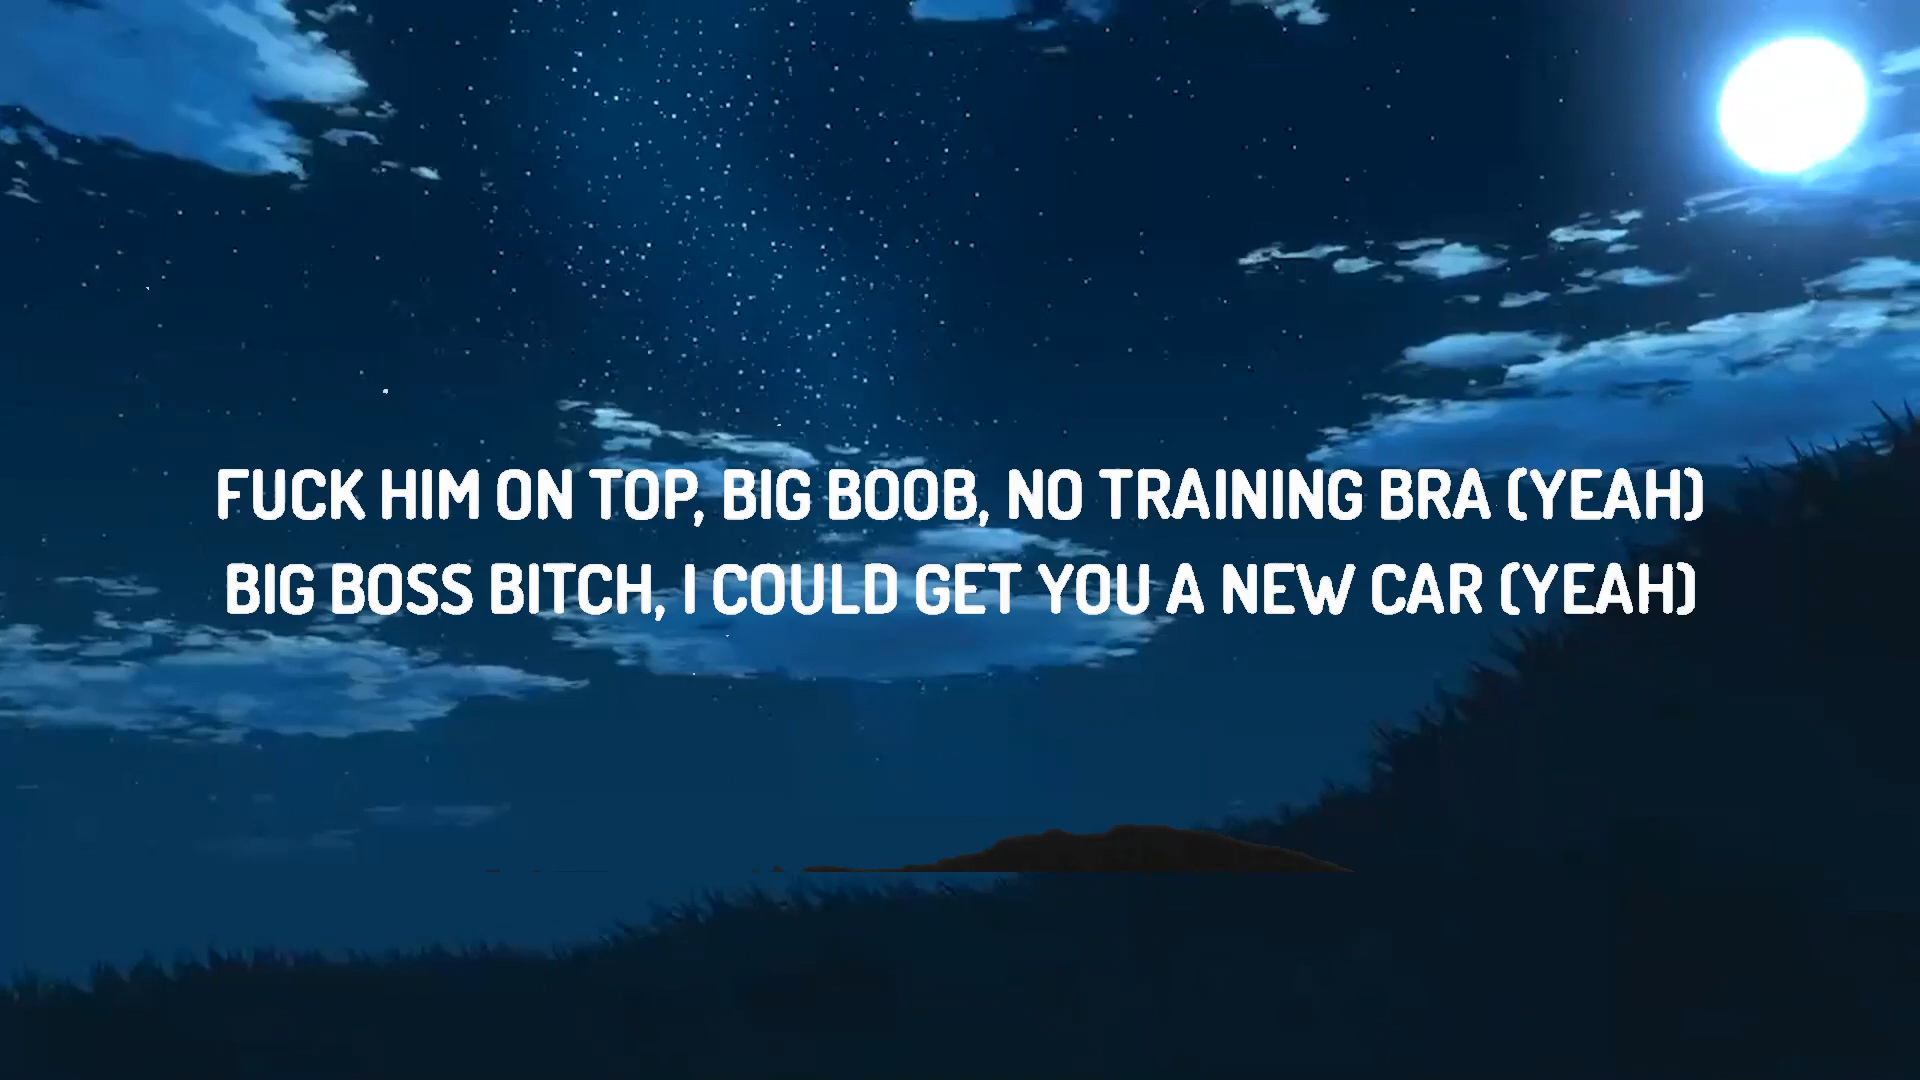 FUCK HIM ON TOP, BIG BOOB, NO TRAINING BRA (YEAH)
BIG BOSS BITCH, I COULD GET YOU A NEW CAR (YEAH)